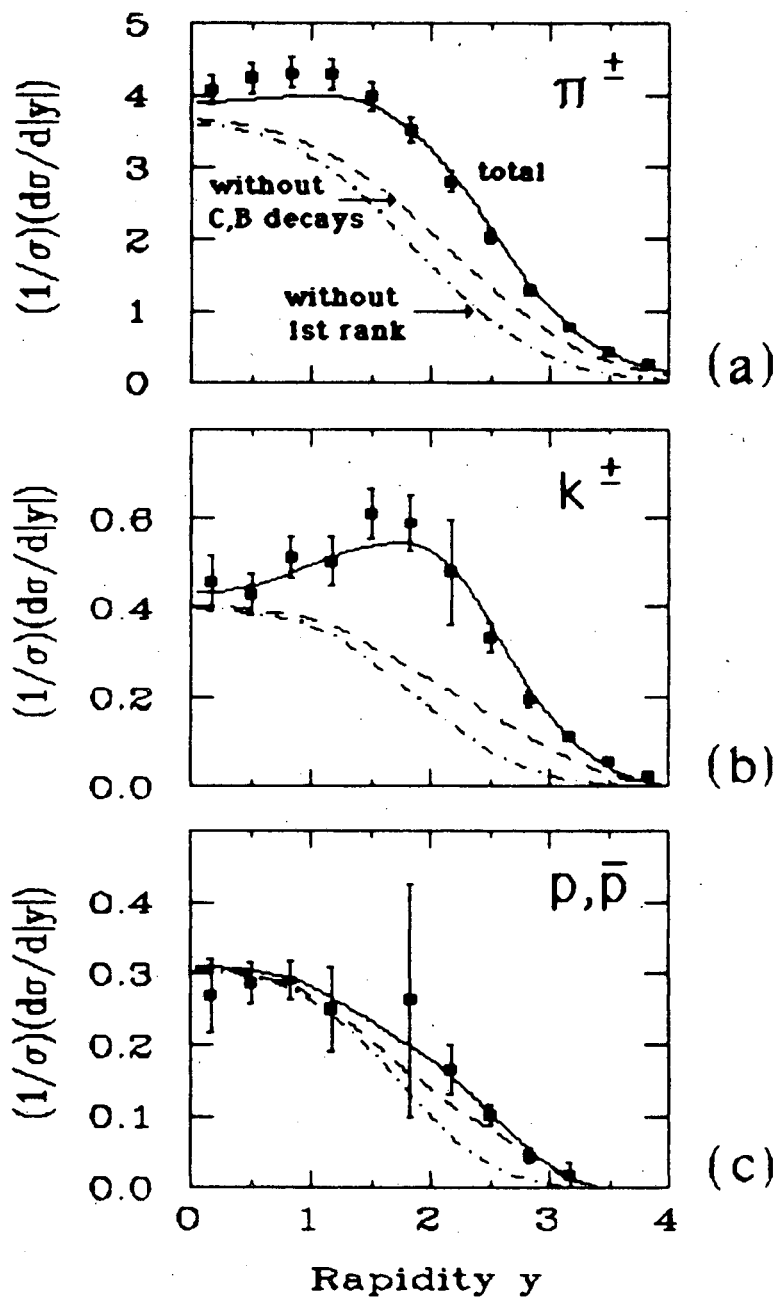 5
4
3
2
1
0
(1/σ)(dσ/d|y|)
π ±
total
without
C,B decays
without
1st rank
(a)
0.6
0.4
0.2
0.0
(1/σ)(dσ/d|y|)
k ±
(b)
0.4
0.3
0.2
0.1
0.0
(1/σ)(dσ/d|y|)
p,p̄
(c)
0 1 2 3 4
Rapidity y